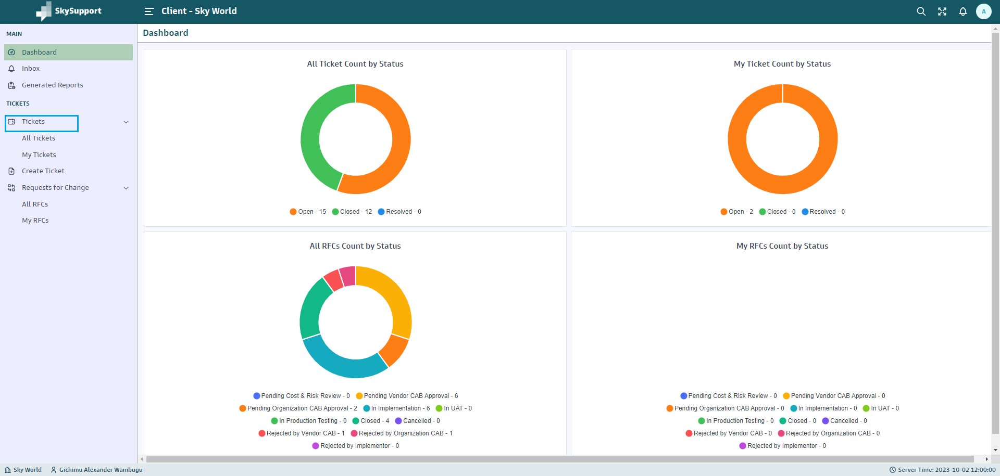 SkySupport
Client - Sky World
A
MAIN
Dashboard
Inbox
Generated Reports
TICKETS
Tickets
All Tickets
My Tickets
Create Ticket
Requests for Change
All RFCs
My RFCs
Dashboard
All Ticket Count by Status
Open - 15 Closed - 12 Resolved - 0
My Ticket Count by Status
Open - 2 Closed - 0 Resolved - 0
All RFCs Count by Status
Pending Cost & Risk Review - 0 Pending Vendor CAB Approval - 6
Pending Organization CAB Approval - 2 In Implementation - 6 In UAT - 0
In Production Testing - 0 Closed - 4 Cancelled - 0
Rejected by Vendor CAB - 1 Rejected by Organization CAB - 1
Rejected by Implementor - 0
My RFCs Count by Status
Pending Cost & Risk Review - 0 Pending Vendor CAB Approval - 0
Pending Organization CAB Approval - 0 In Implementation - 0 In UAT - 0
In Production Testing - 0 Closed - 0 Cancelled - 0
Rejected by Vendor CAB - 0 Rejected by Organization CAB - 0
Rejected by Implementor - 0
Sky World Gichimu Alexander Wambugu
Server Time: 2023-10-02 12:00:00